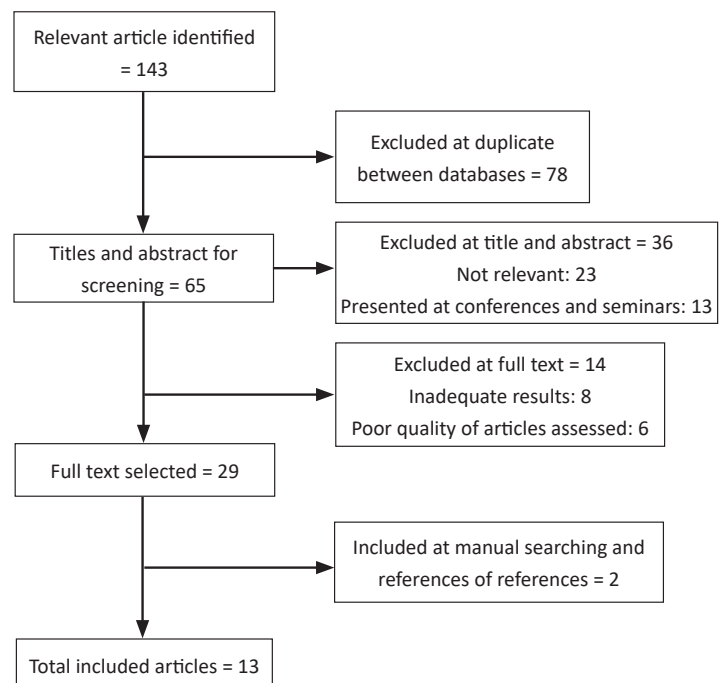 Relevant article identified
= 143
Excluded at duplicate
between databases = 78
Titles and abstract for
screening = 65
Excluded at title and abstract = 36
Not relevant: 23
Presented at conferences and seminars: 13
Excluded at full text = 14
Inadequate results: 8
Poor quality of articles assessed: 6
Full text selected = 29
Included at manual searching and
references of references = 2
Total included articles = 13